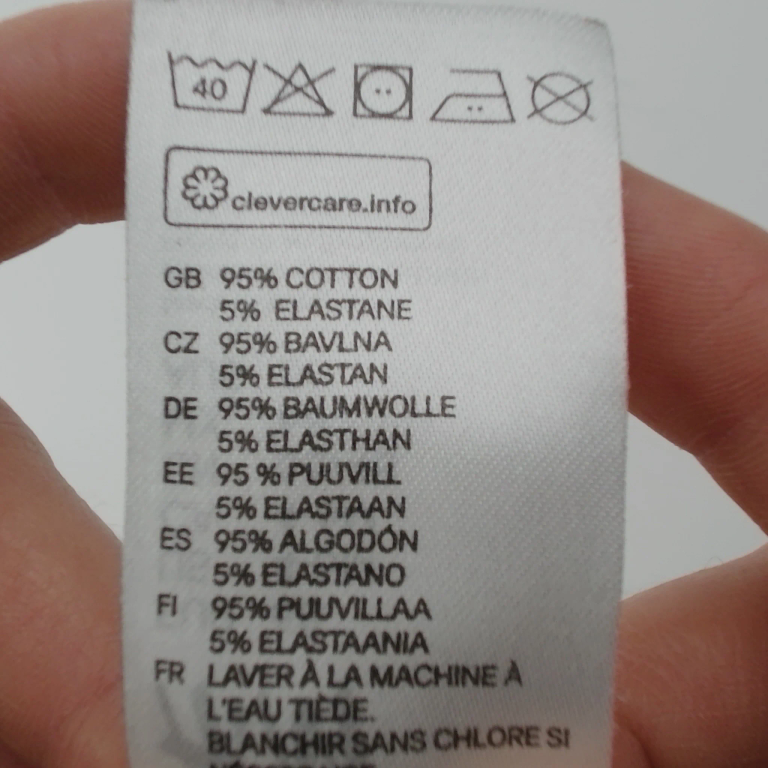 40
clevercare.info
GB 95% COTTON
5% ELASTANE
CZ 95% BAVLNA
5% ELASTAN
DE 95% BAUMWOLLE
5% ELASTHAN
EE 95 % PUUVILL
5% ELASTAAN
ES 95% ALGODÓN
5% ELASTANO
FI 95% PUUVILLAA
5% ELASTAANIA
FR LAVER À LA MACHINE À
L'EAU TIÈDE.
BLANCHIR SANS CHLORE SI